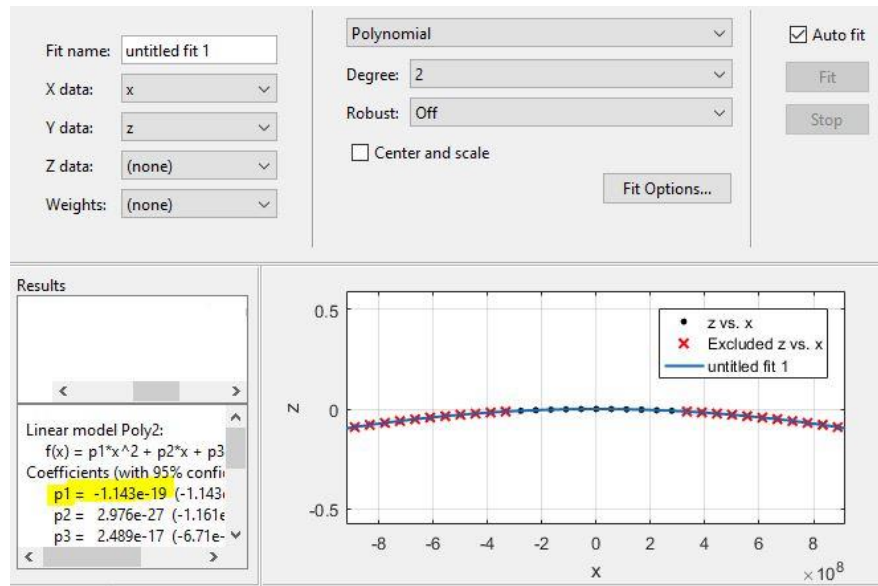 Fit name: untitled fit 1
X data: x
Y data: z
Z data: (none)
Weights: (none)
Polynomial
Degree: 2
Robust: Off
Center and scale
Fit Options...
Auto fit
Fit
Stop
Results
Linear model Poly2:
f(x) = p1*x^2 + p2*x + p3
Coefficients (with 95% confi
p1 = -1.143e-19 (-1.143
p2 = 2.976e-27 (-1.161e
p3 = 2.489e-17 (-6.71e-
z vs. x
Excluded z vs. x
untitled fit 1
0.5
0
-0.5
z
-8 -6 -4 -2 0 2 4 6 8
x
×10^8